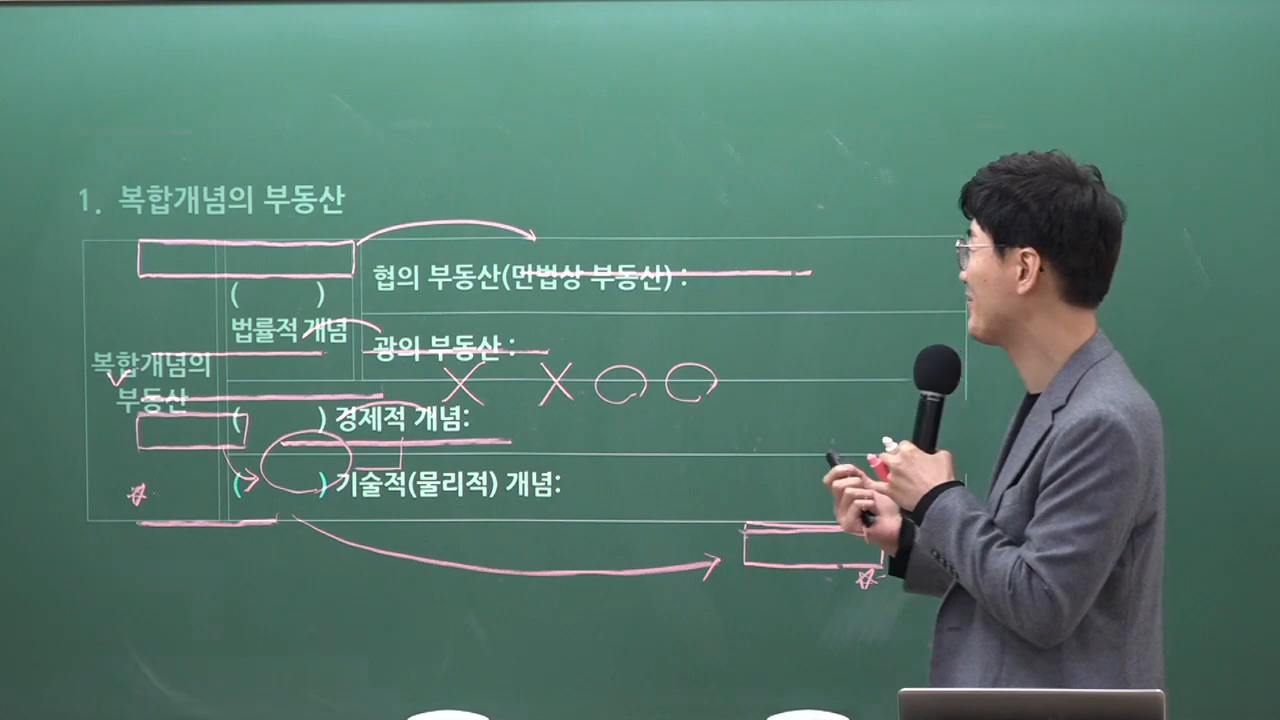 1. 복합개념의 부동산
복합개념의
부동산
(          )
법률적 개념
협의 부동산(민법상 부동산) :
광의 부동산 :
(          ) 경제적 개념:
(          ) 기술적(물리적) 개념:
X X O O